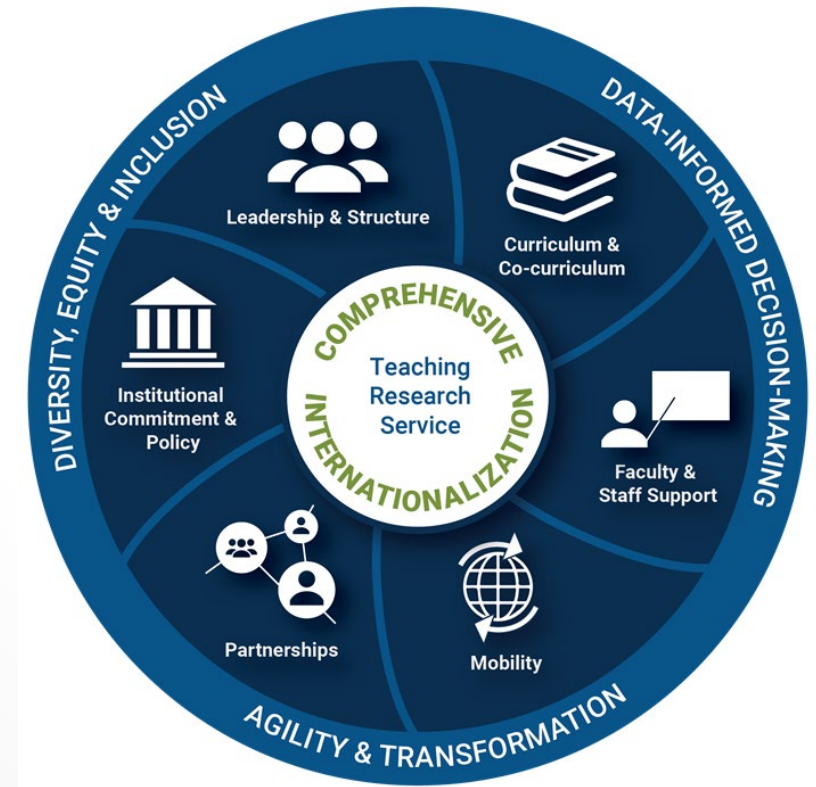 DIVERSITY, EQUITY & INCLUSION
DATA-INFORMED DECISION-MAKING
AGILITY & TRANSFORMATION
Leadership & Structure
Curriculum &
Co-curriculum
Faculty &
Staff Support
Mobility
Partnerships
Institutional
Commitment &
Policy
COMPREHENSIVE
INTERNATIONALIZATION
Teaching
Research
Service